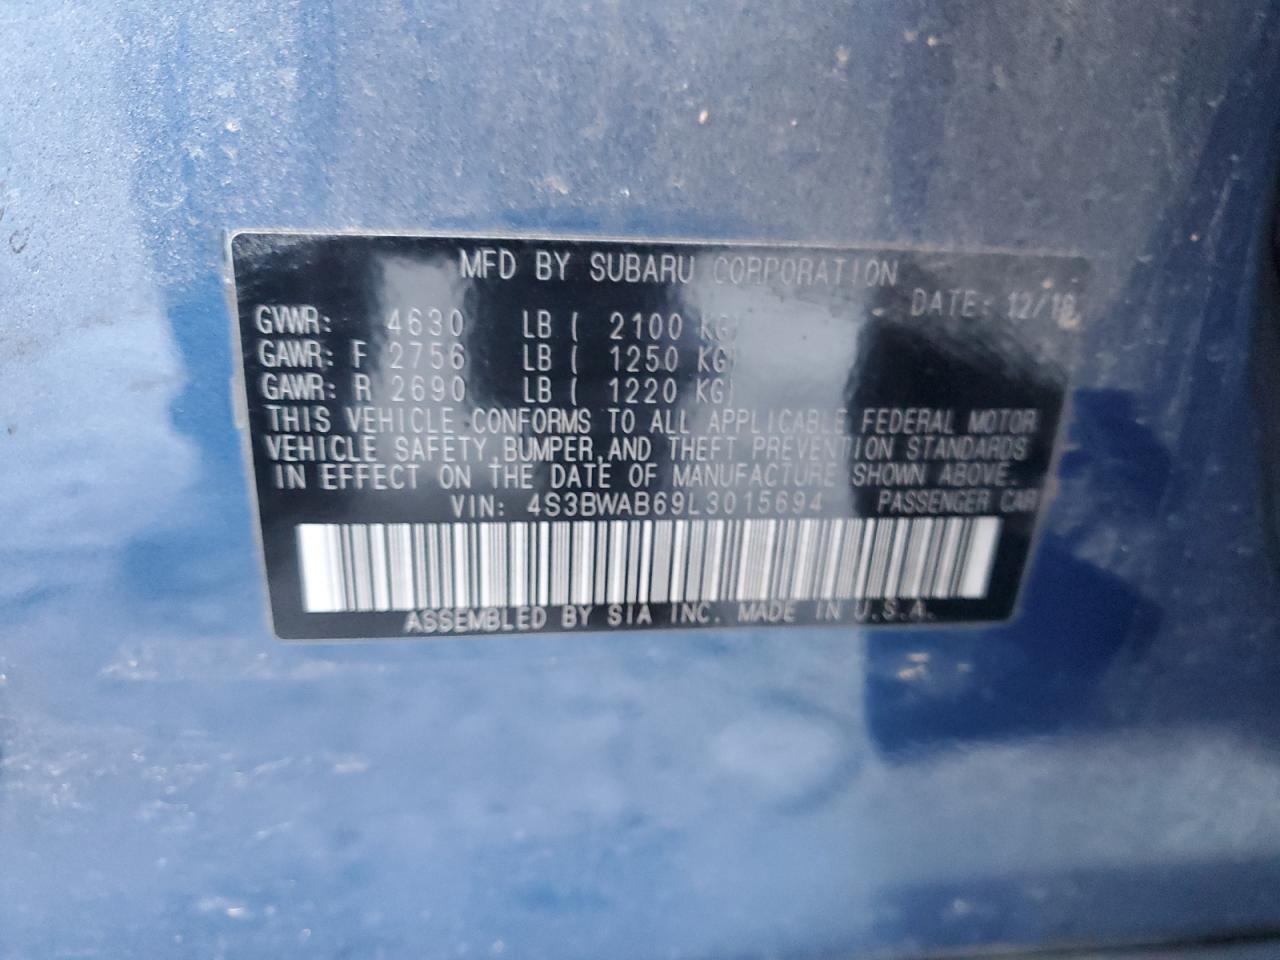 MFD BY SUBARU CORPORATION
DATE: 12/19
GVWR: 4630 LB ( 2100 KG)
GAWR: F 2756 LB ( 1250 KG)
GAWR: R 2690 LB ( 1220 KG)
THIS VEHICLE CONFORMS TO ALL APPLICABLE FEDERAL MOTOR
VEHICLE SAFETY,BUMPER,AND THEFT PREVENTION STANDARDS
IN EFFECT ON THE DATE OF MANUFACTURE SHOWN ABOVE.
VIN: 4S3BWAB69L3015694 PASSENGER CAR
ASSEMBLED BY SIA INC. MADE IN U.S.A.